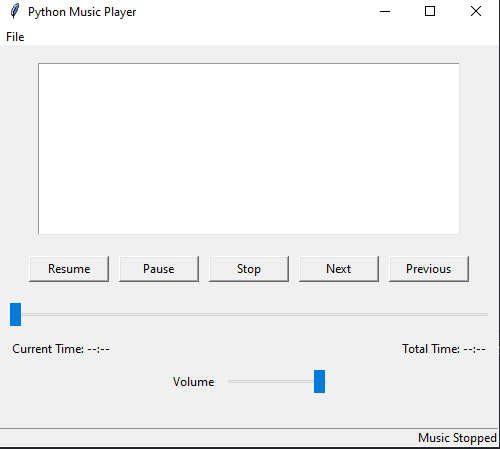 Python Music Player
File
Resume Pause Stop Next Previous
Current Time: --:-- Total Time: --:--
Volume
Music Stopped